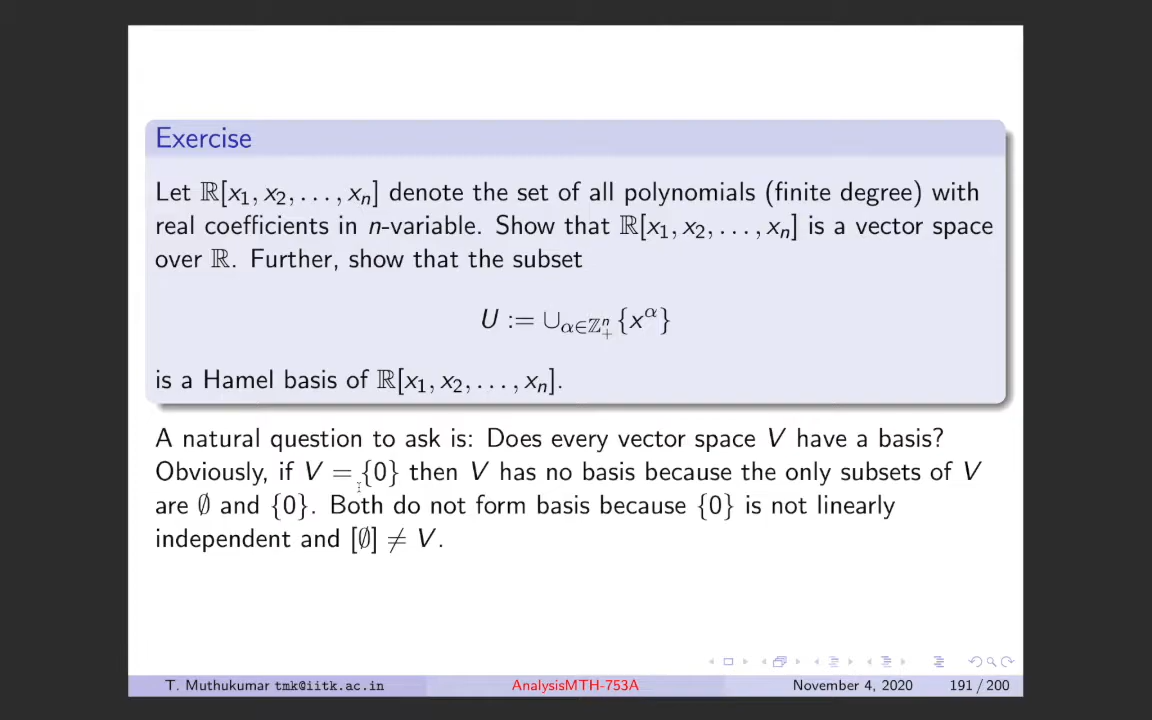 Exercise
Let ℝ[x₁, x₂, . . . , xₙ] denote the set of all polynomials (finite degree) with
real coefficients in n-variable. Show that ℝ[x₁, x₂, . . . , xₙ] is a vector space
over ℝ. Further, show that the subset
U := ∪_{α∈ℤ₊ⁿ} {x^α}
is a Hamel basis of ℝ[x₁, x₂, . . . , xₙ].
A natural question to ask is: Does every vector space V have a basis?
Obviously, if V = {0} then V has no basis because the only subsets of V
are ∅ and {0}. Both do not form basis because {0} is not linearly
independent and [∅] ≠ V.
T. Muthukumar tmk@iitk.ac.in AnalysisMTH-753A November 4, 2020 191 / 200